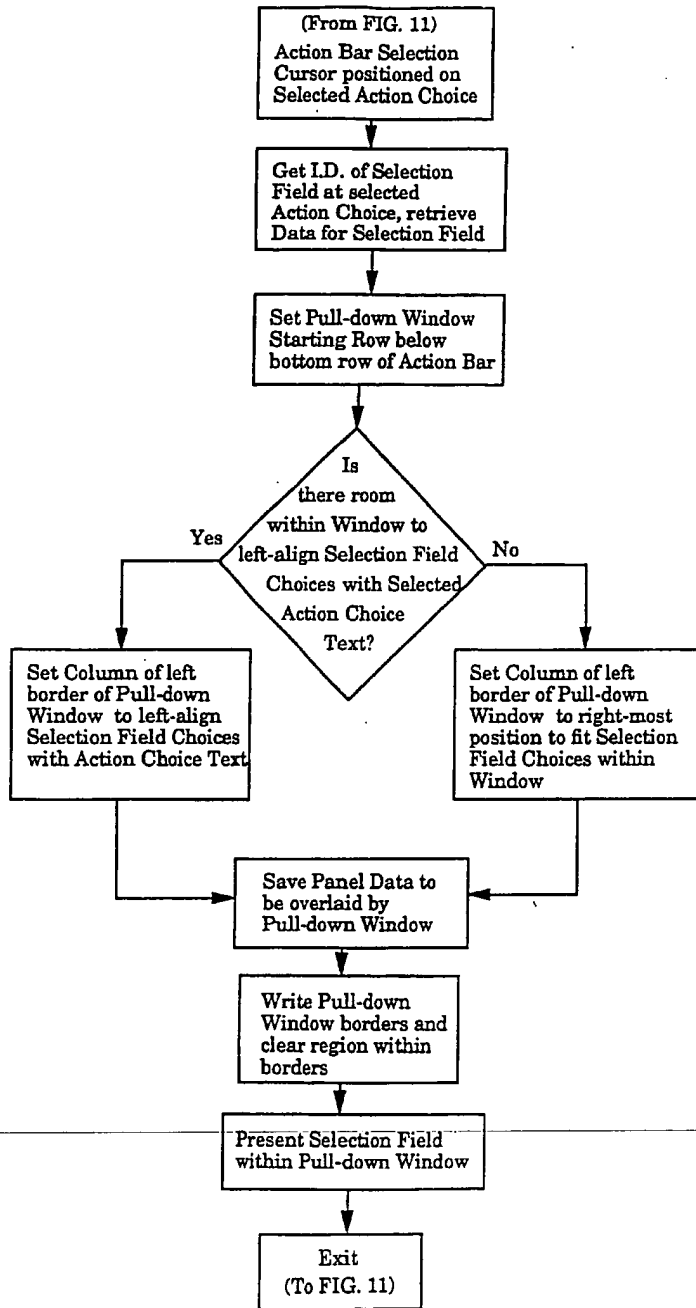 (From FIG. 11)
Action Bar Selection
Cursor positioned on
Selected Action Choice
Get I.D. of Selection
Field at selected
Action Choice, retrieve
Data for Selection Field
Set Pull-down Window
Starting Row below
bottom row of Action Bar
Is
there room
within Window to
left-align Selection Field
Choices with Selected
Action Choice
Text?
Yes
No
Set Column of left
border of Pull-down
Window to left-align
Selection Field Choices
with Action Choice Text
Set Column of left
border of Pull-down
Window to right-most
position to fit Selection
Field Choices within
Window
Save Panel Data to
be overlaid by
Pull-down Window
Write Pull-down
Window borders and
clear region within
borders
Present Selection Field
within Pull-down Window
Exit
(To FIG. 11)